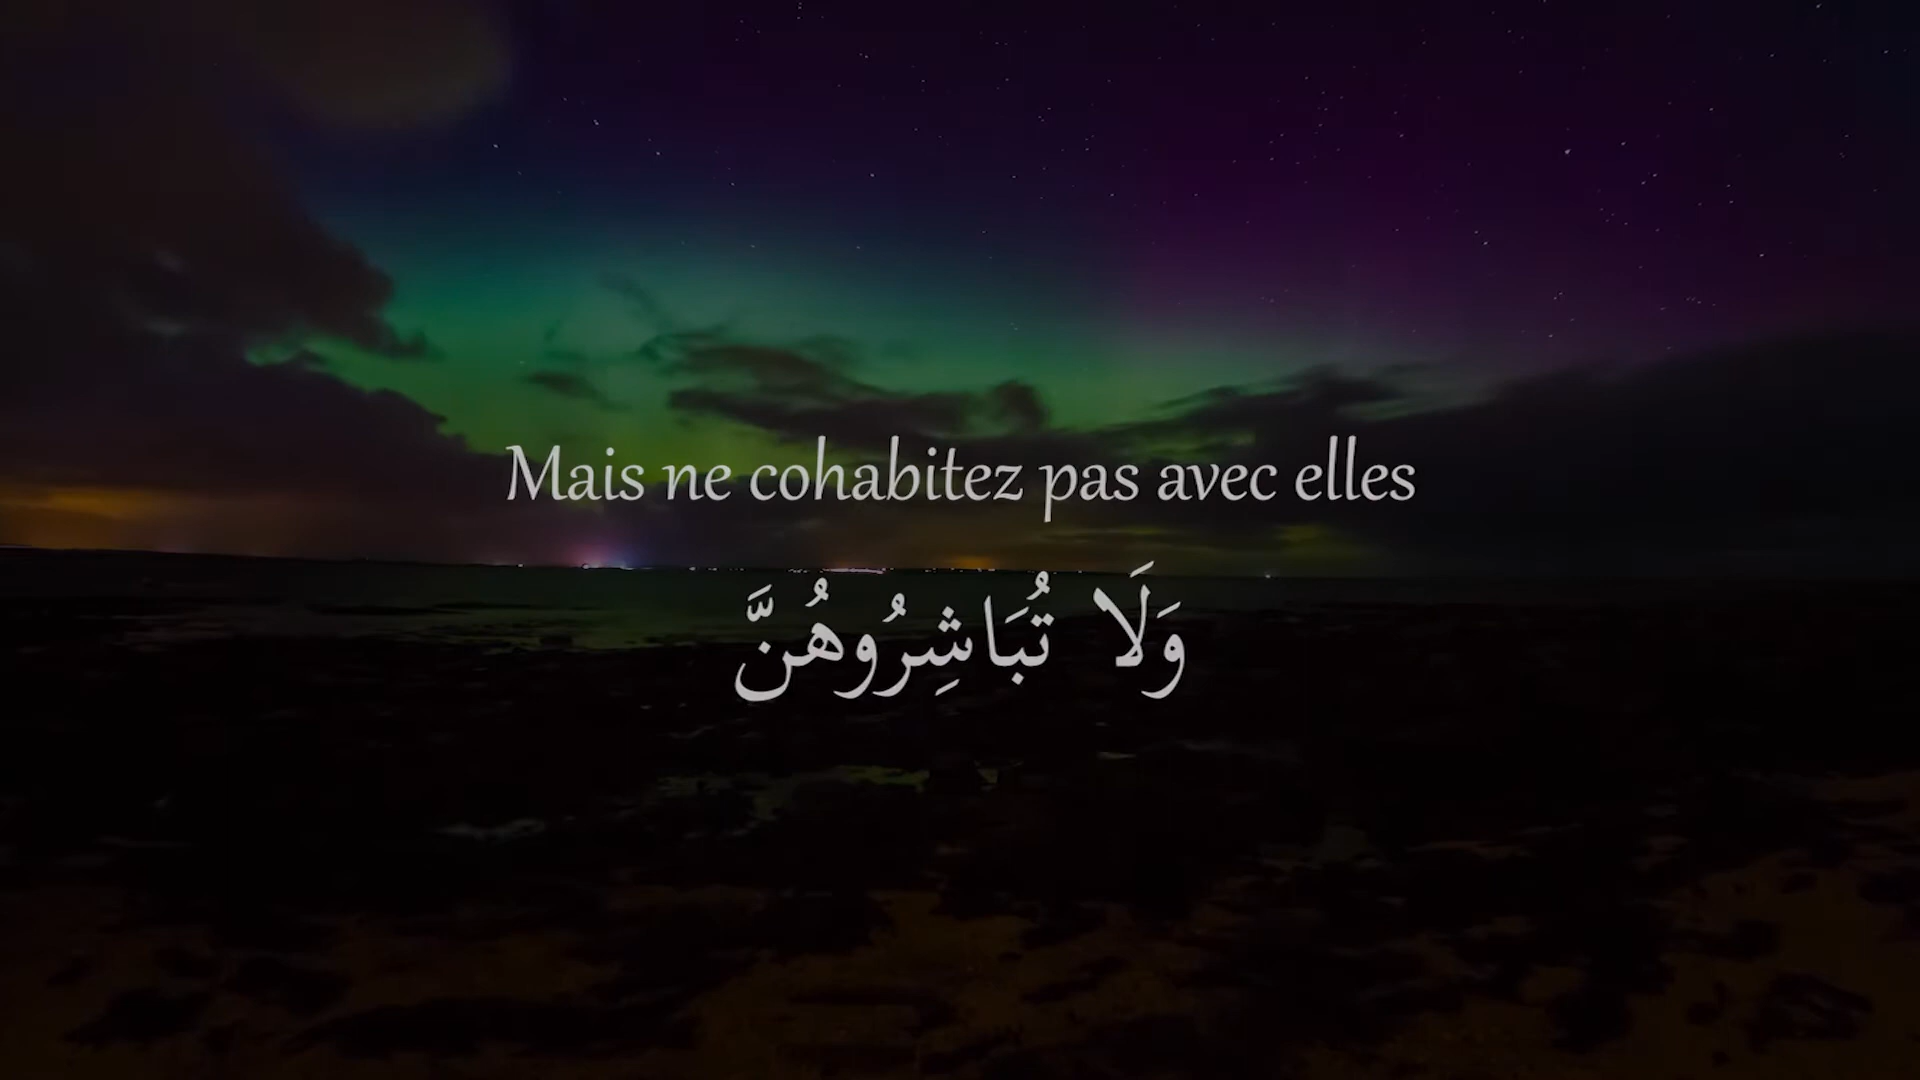 Mais ne cohabitez pas avec elles
وَلَا تُبَاشِرُوهُنَّ